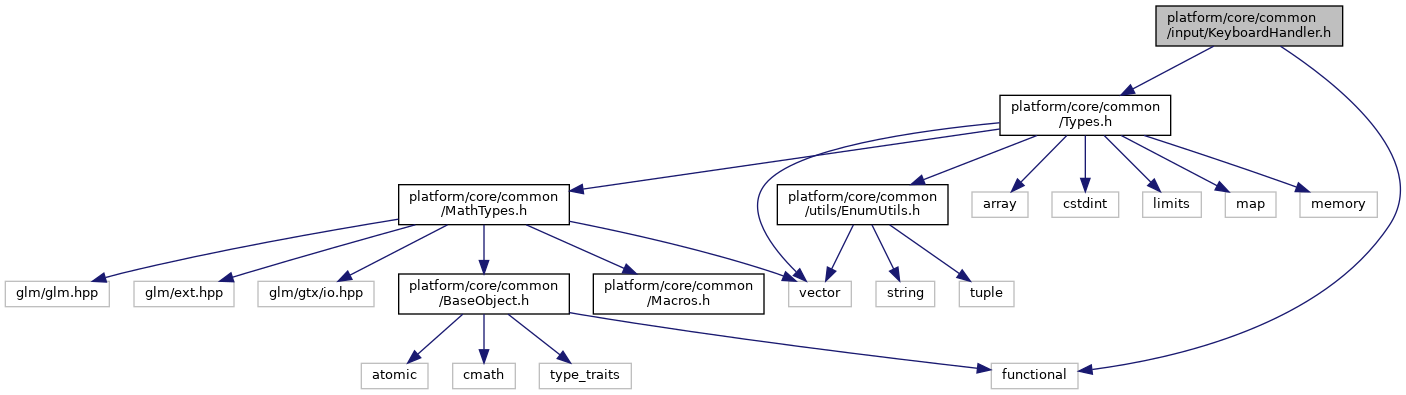 platform/core/common
/input/KeyboardHandler.h
platform/core/common
/Types.h
platform/core/common
/MathTypes.h
platform/core/common
/utils/EnumUtils.h
array
cstdint
limits
map
memory
glm/glm.hpp
glm/ext.hpp
glm/gtx/io.hpp
platform/core/common
/BaseObject.h
platform/core/common
/Macros.h
vector
string
tuple
atomic
cmath
type_traits
functional